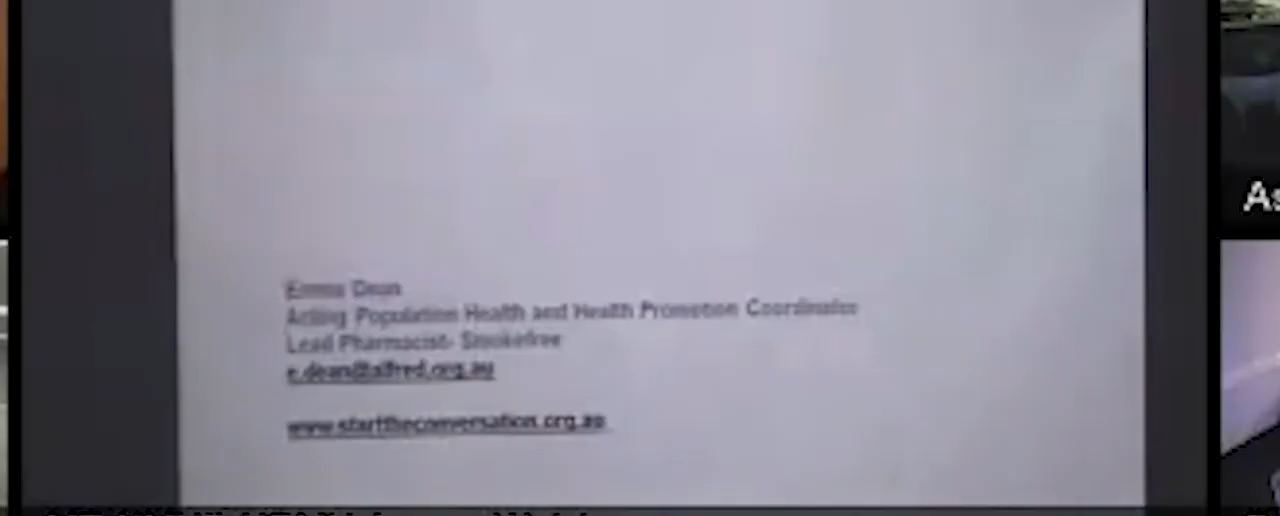 Emma Dean
Acting Population Health and Health Promotion Coordinator
Lead Pharmacist- Smokefree
e.dean@alfred.org.au
www.starttheconversation.org.au
As